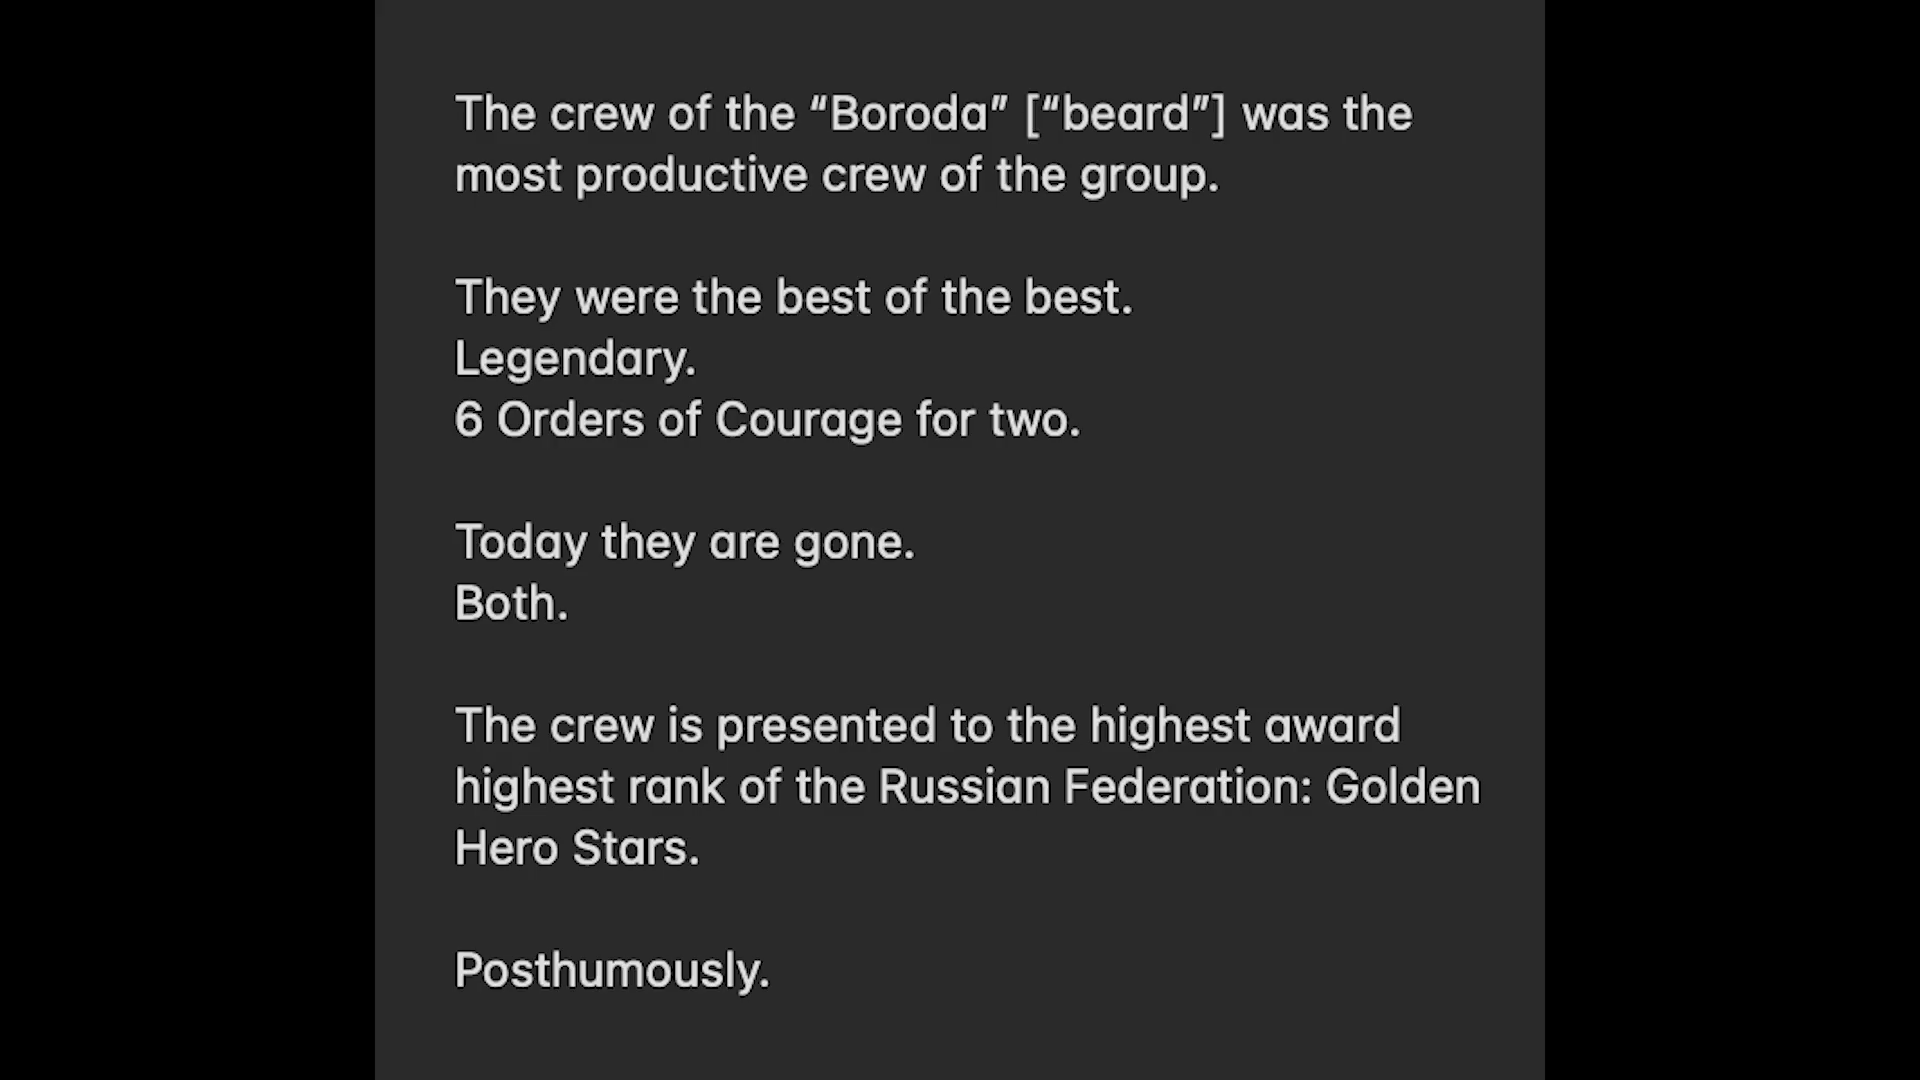 The crew of the “Boroda” [“beard”] was the
most productive crew of the group.
They were the best of the best.
Legendary.
6 Orders of Courage for two.
Today they are gone.
Both.
The crew is presented to the highest award
highest rank of the Russian Federation: Golden
Hero Stars.
Posthumously.